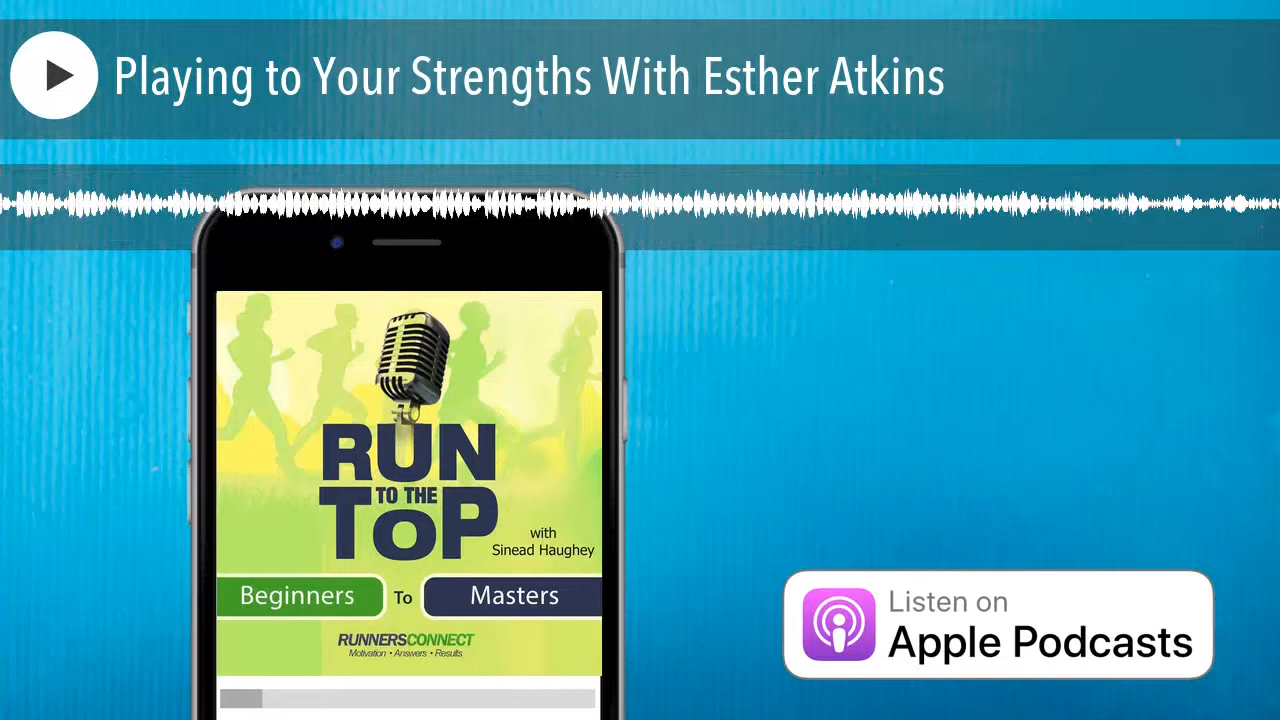 Playing to Your Strengths With Esther Atkins
RUN
TO THE
ToP
with
Sinead Haughey
Beginners To Masters
RUNNERSCONNECT
Motivation • Answers • Results
Listen on
Apple Podcasts